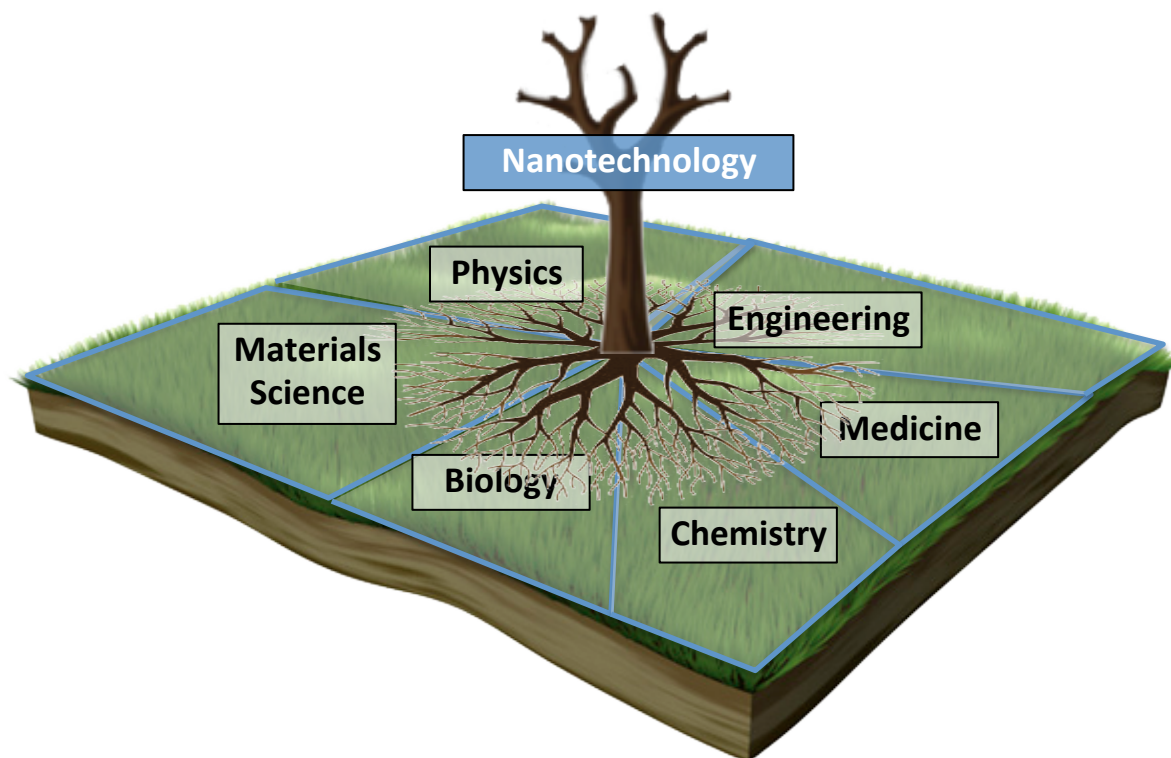 Nanotechnology
Physics
Engineering
Materials
Science
Medicine
Biology
Chemistry